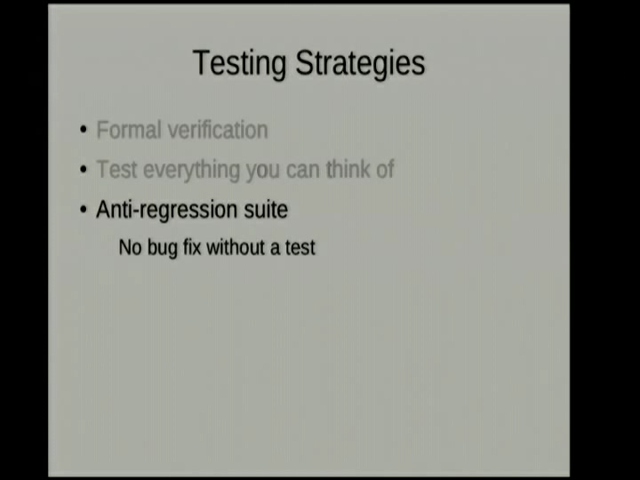 Testing Strategies
• Formal verification
• Test everything you can think of
• Anti-regression suite
No bug fix without a test